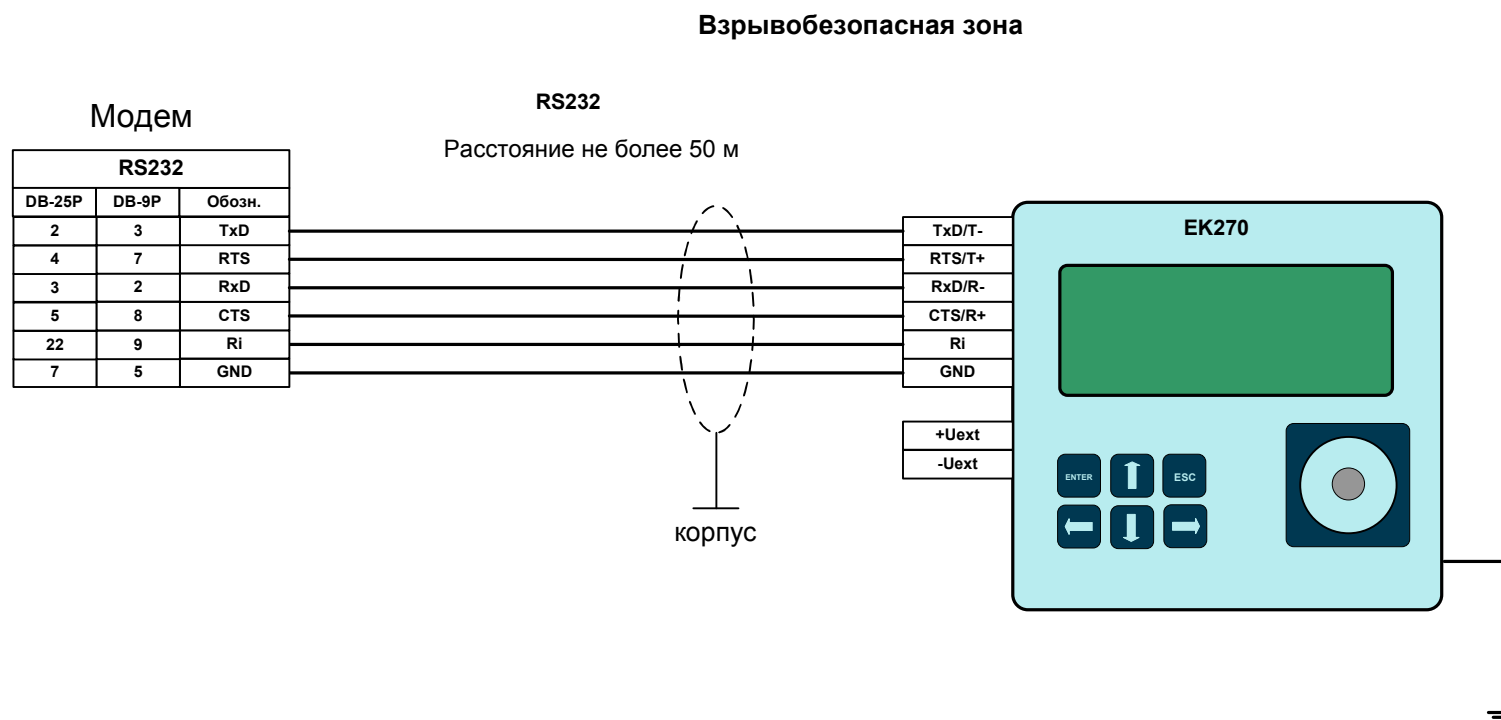 Взрывобезопасная зона
RS232
Модем
Расстояние не более 50 м
RS232
DB-25P DB-9P Обозн.
2 3 TxD
4 7 RTS
3 2 RxD
5 8 CTS
22 9 Ri
7 5 GND
TxD/T-
RTS/T+
RxD/R-
CTS/R+
Ri
GND
+Uext
-Uext
корпус
EK270
ENTER ESC